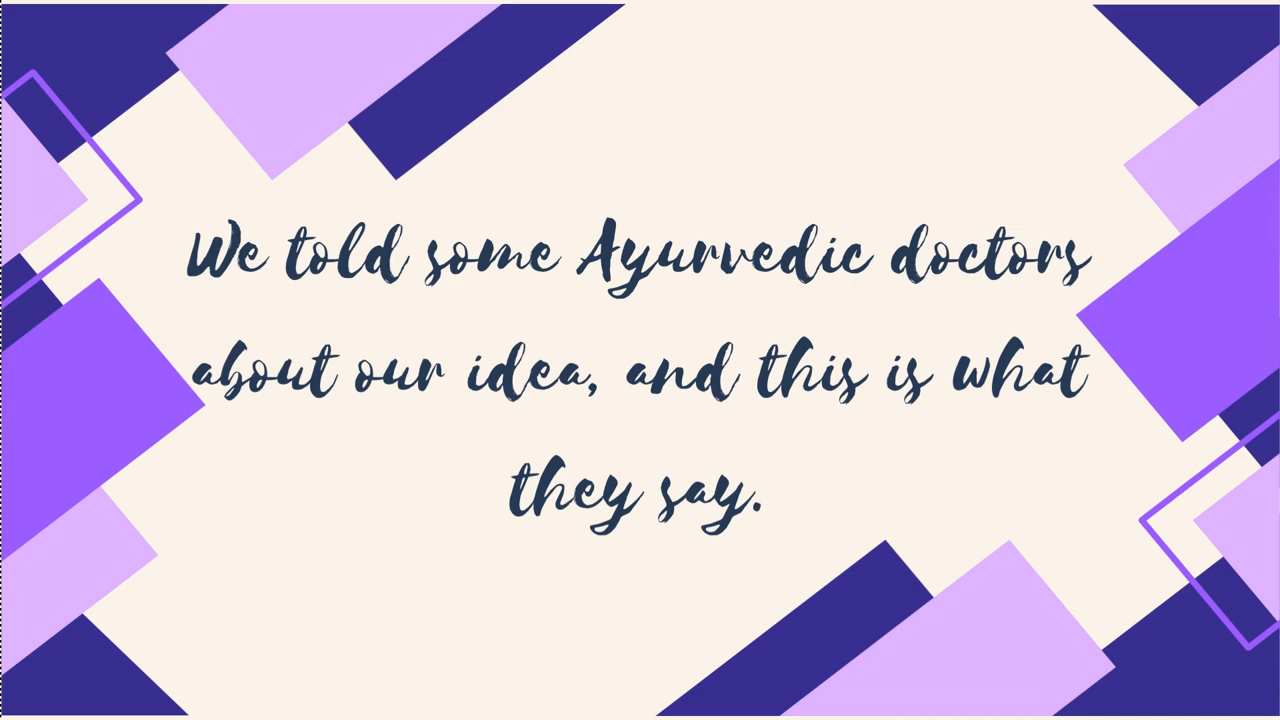 We told some Ayurvedic doctors
about our idea, and this is what
they say.